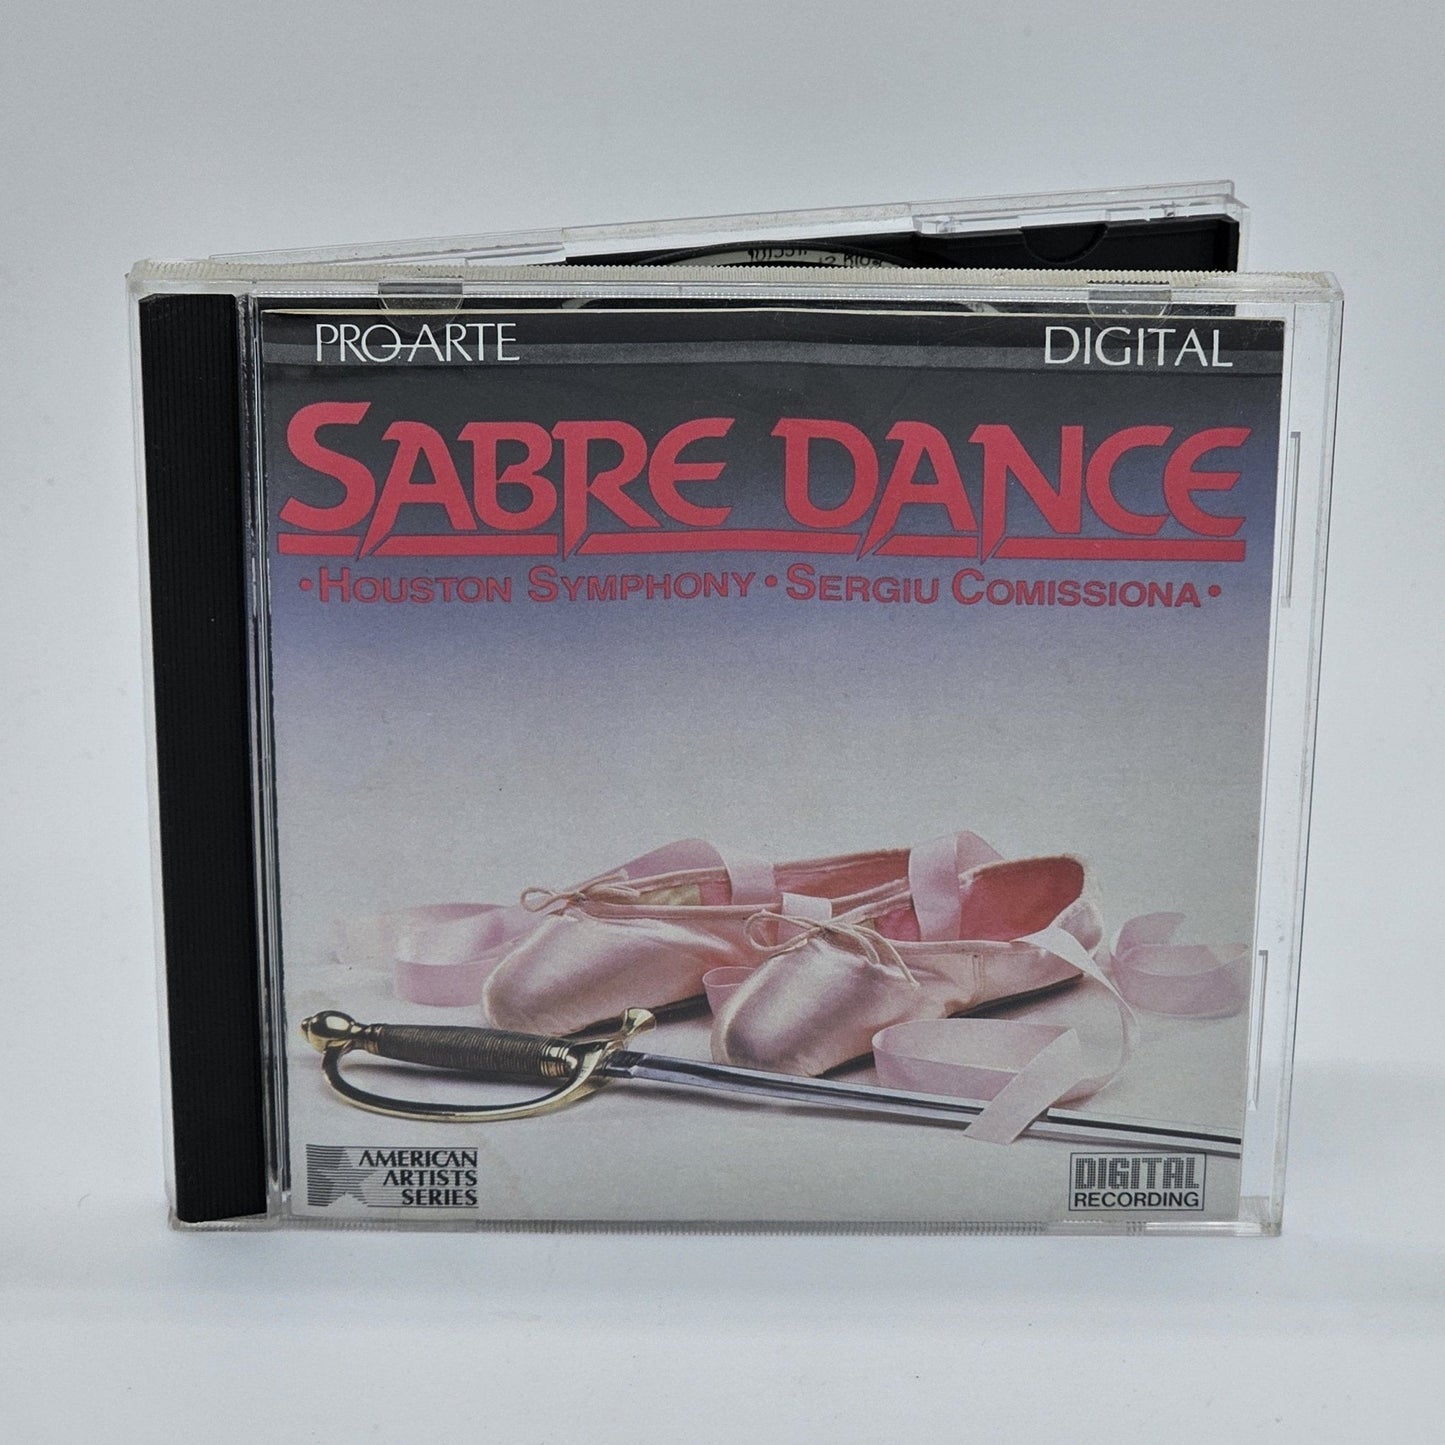 PRO ARTE
DIGITAL
SABRE DANCE
•HOUSTON SYMPHONY•SERGIU COMISSIONA•
AMERICAN
ARTISTS
SERIES
DIGITAL
RECORDING